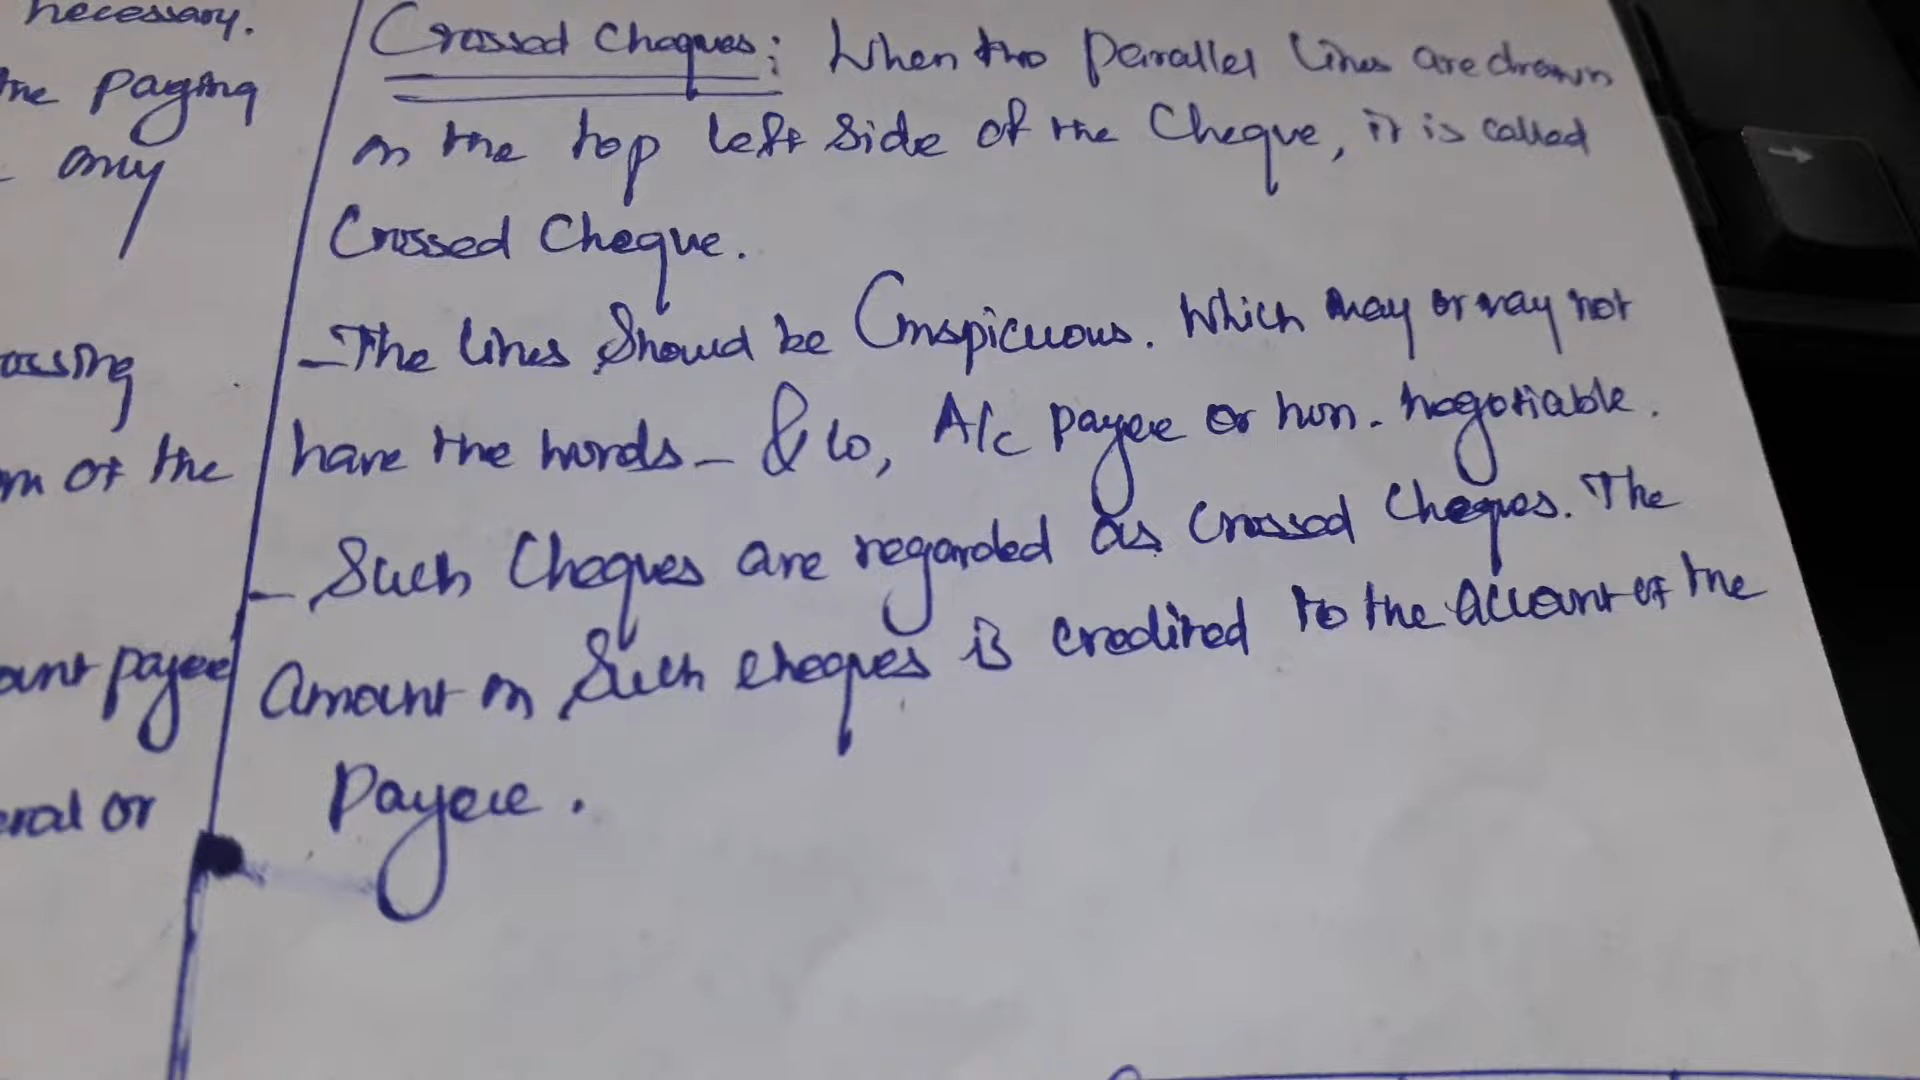 necessary.
the paying
any
ossing
m of the
ount payee
eral or
Crossed Cheques: When two parallel lines are drawn
on the top left side of the Cheque, it is called
Crossed Cheque.
- The lines should be Conspicuous. Which may or may not
have the words - & Co, A/c payee or non-negotiable.
- Such Cheques are regarded as Crossed Cheques. The
Amount on Such cheques is credited to the Account of the
Payee.